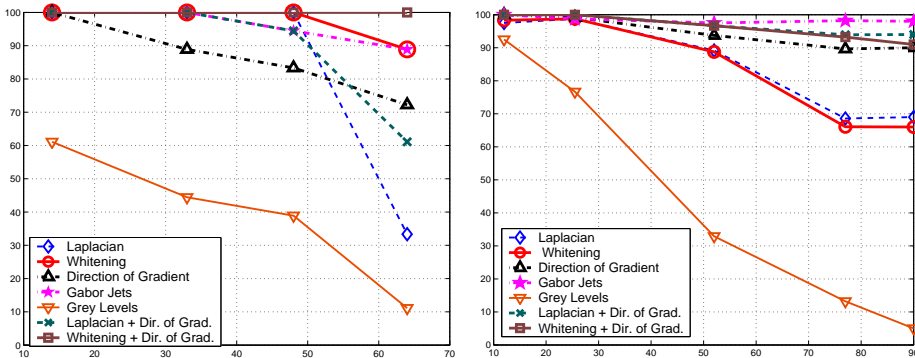 100
90
80
70
60
50
40
30
20
10
0
10
20
30
40
50
60
70
Laplacian
Whitening
Direction of Gradient
Gabor Jets
Grey Levels
Laplacian + Dir. of Grad.
Whitening + Dir. of Grad.
100
90
80
70
60
50
40
30
20
10
0
10
20
30
40
50
60
70
80
90
Laplacian
Whitening
Direction of Gradient
Gabor Jets
Grey Levels
Laplacian + Dir. of Grad.
Whitening + Dir. of Grad.